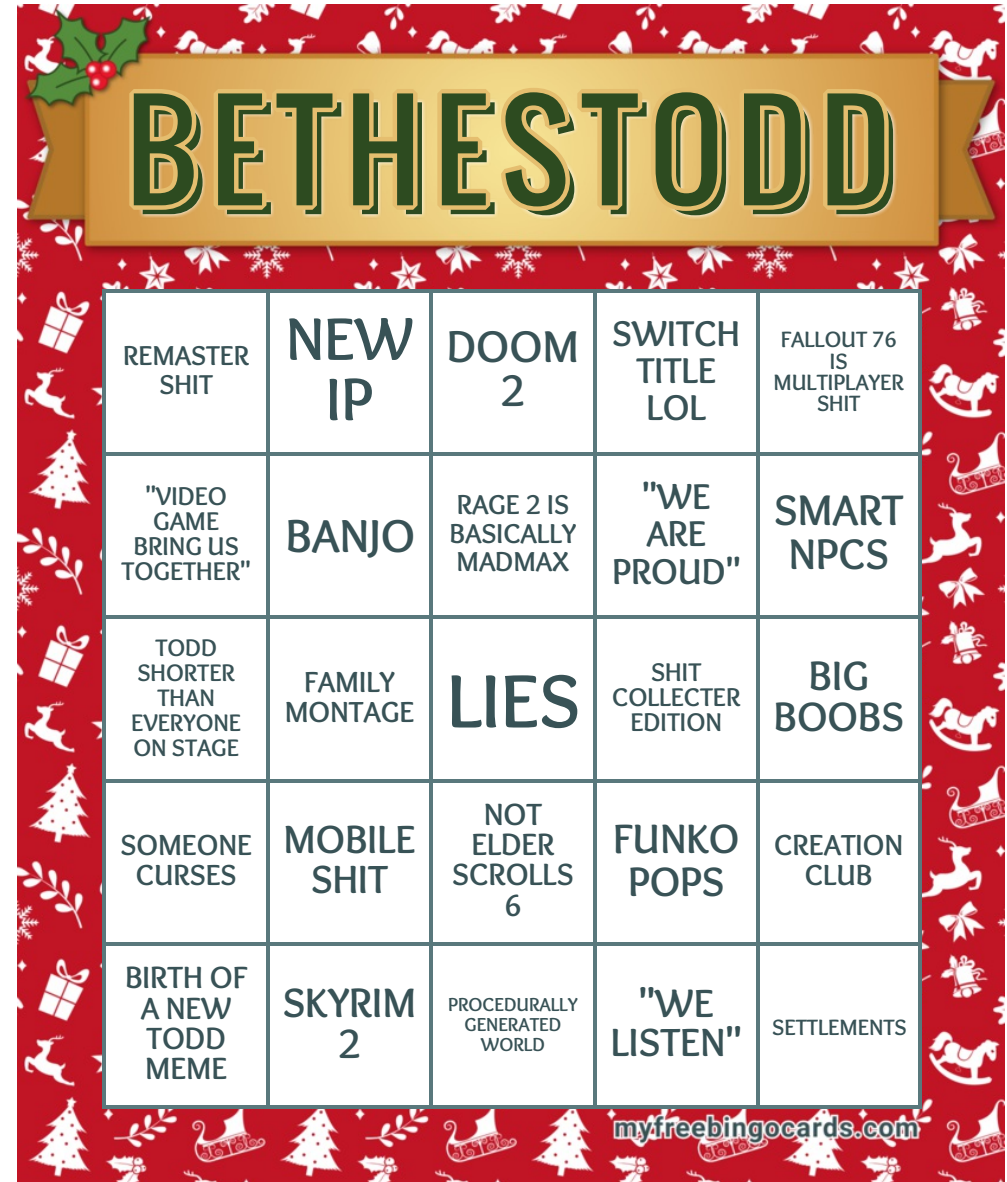 BETHESTODD
REMASTER
SHIT
NEW
IP
DOOM
2
SWITCH
TITLE
LOL
FALLOUT 76
IS
MULTIPLAYER
SHIT
"VIDEO
GAME
BRING US
TOGETHER"
BANJO
RAGE 2 IS
BASICALLY
MADMAX
"WE
ARE
PROUD"
SMART
NPCS
TODD
SHORTER
THAN
EVERYONE
ON STAGE
FAMILY
MONTAGE
LIES
SHIT
COLLECTER
EDITION
BIG
BOOBS
SOMEONE
CURSES
MOBILE
SHIT
NOT
ELDER
SCROLLS
6
FUNKO
POPS
CREATION
CLUB
BIRTH OF
A NEW
TODD
MEME
SKYRIM
2
PROCEDURALLY
GENERATED
WORLD
"WE
LISTEN"
SETTLEMENTS
myfreebingocards.com